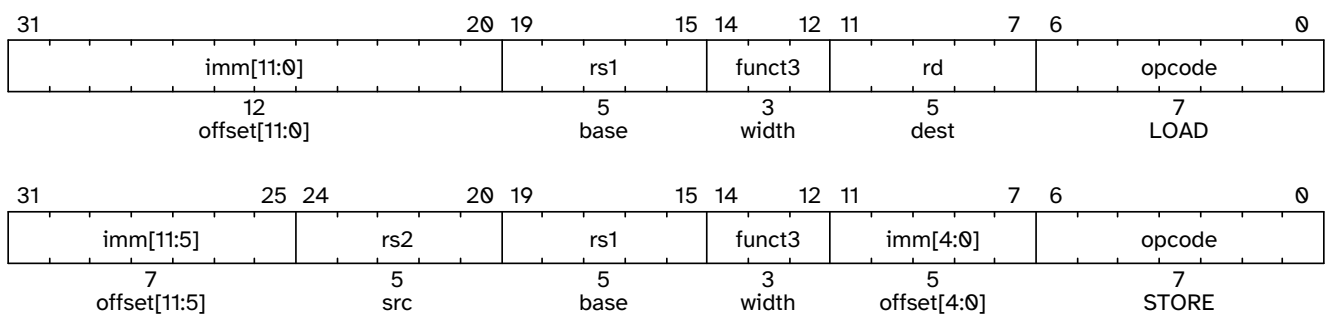 31 20 19 15 14 12 11 7 6 0
imm[11:0] rs1 funct3 rd opcode
12 5 3 5 7
offset[11:0] base width dest LOAD
31 25 24 20 19 15 14 12 11 7 6 0
imm[11:5] rs2 rs1 funct3 imm[4:0] opcode
7 5 5 3 5 7
offset[11:5] src base width offset[4:0] STORE